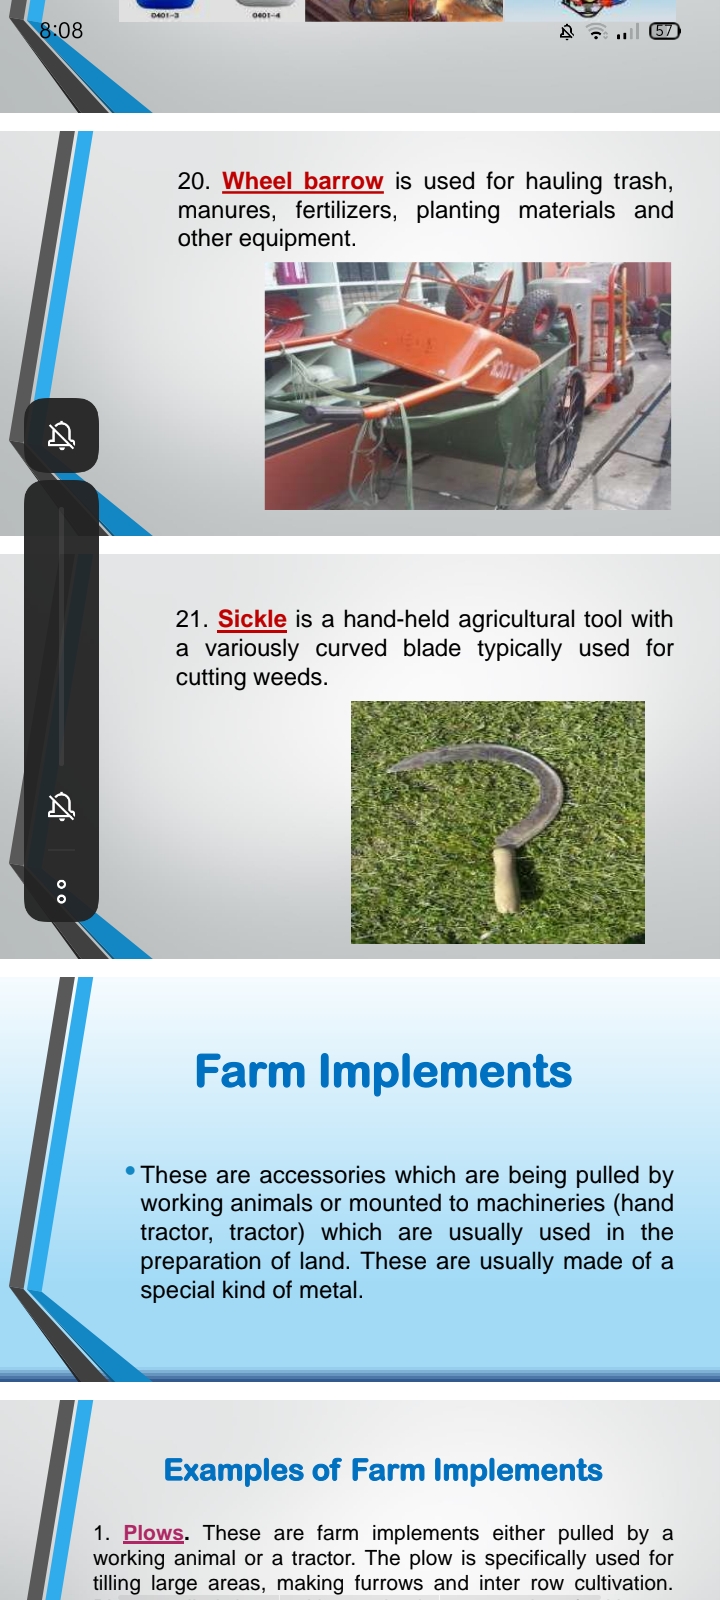 0401-3 0401-4
8:08 57
20. Wheel barrow is used for hauling trash,
manures, fertilizers, planting materials and
other equipment.
21. Sickle is a hand-held agricultural tool with
a variously curved blade typically used for
cutting weeds.
Farm Implements
• These are accessories which are being pulled by
working animals or mounted to machineries (hand
tractor, tractor) which are usually used in the
preparation of land. These are usually made of a
special kind of metal.
Examples of Farm Implements
1. Plows. These are farm implements either pulled by a
working animal or a tractor. The plow is specifically used for
tilling large areas, making furrows and inter row cultivation.